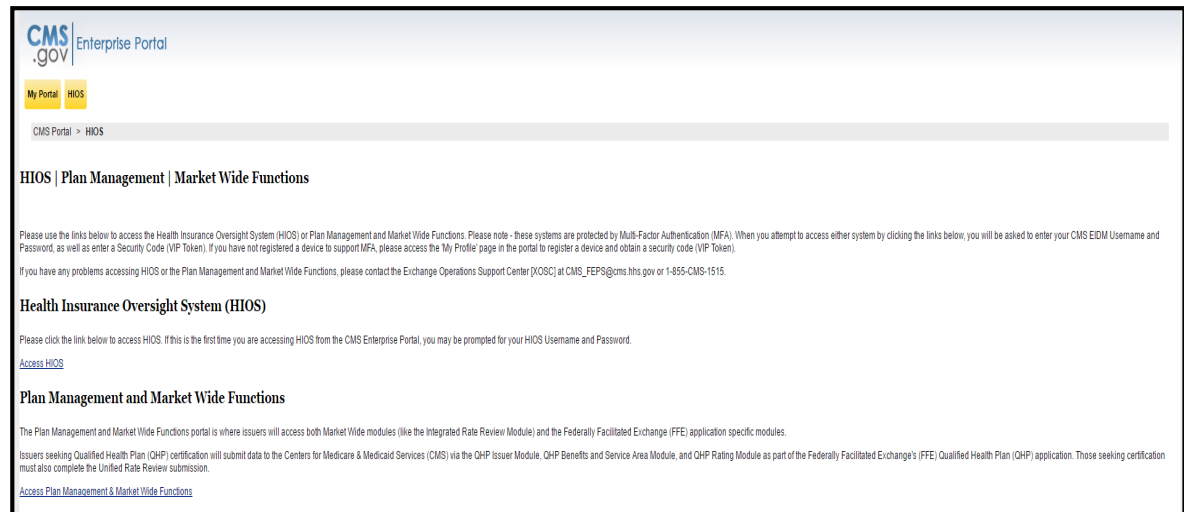 CMS
.gov
Enterprise Portal
My Portal HIOS
CMS Portal > HIOS
HIOS | Plan Management | Market Wide Functions
Please use the links below to access the Health Insurance Oversight System (HIOS) or Plan Management and Market Wide Functions. Please note - these systems are protected by Multi-Factor Authentication (MFA). When you attempt to access either system by clicking the links below, you will be asked to enter your CMS EIDM Username and
Password, as well as enter a Security Code (VIP Token). If you have not registered a device to support MFA, please access the 'My Profile' page in the portal to register a device and obtain a security code (VIP Token).
If you have any problems accessing HIOS or the Plan Management and Market Wide Functions, please contact the Exchange Operations Support Center [XOSC] at CMS_FEPS@cms.hhs.gov or 1-855-CMS-1515.
Health Insurance Oversight System (HIOS)
Please click the link below to access HIOS. If this is the first time you are accessing HIOS from the CMS Enterprise Portal, you may be prompted for your HIOS Username and Password.
Access HIOS
Plan Management and Market Wide Functions
The Plan Management and Market Wide Functions portal is where issuers will access both Market Wide modules (like the Integrated Rate Review Module) and the Federally Facilitated Exchange (FFE) application specific modules.
Issuers seeking Qualified Health Plan (QHP) certification will submit data to the Centers for Medicare & Medicaid Services (CMS) via the QHP Issuer Module, QHP Benefits and Service Area Module, and QHP Rating Module as part of the Federally Facilitated Exchange's (FFE) Qualified Health Plan (QHP) application. Those seeking certification
must also complete the Unified Rate Review submission.
Access Plan Management & Market Wide Functions